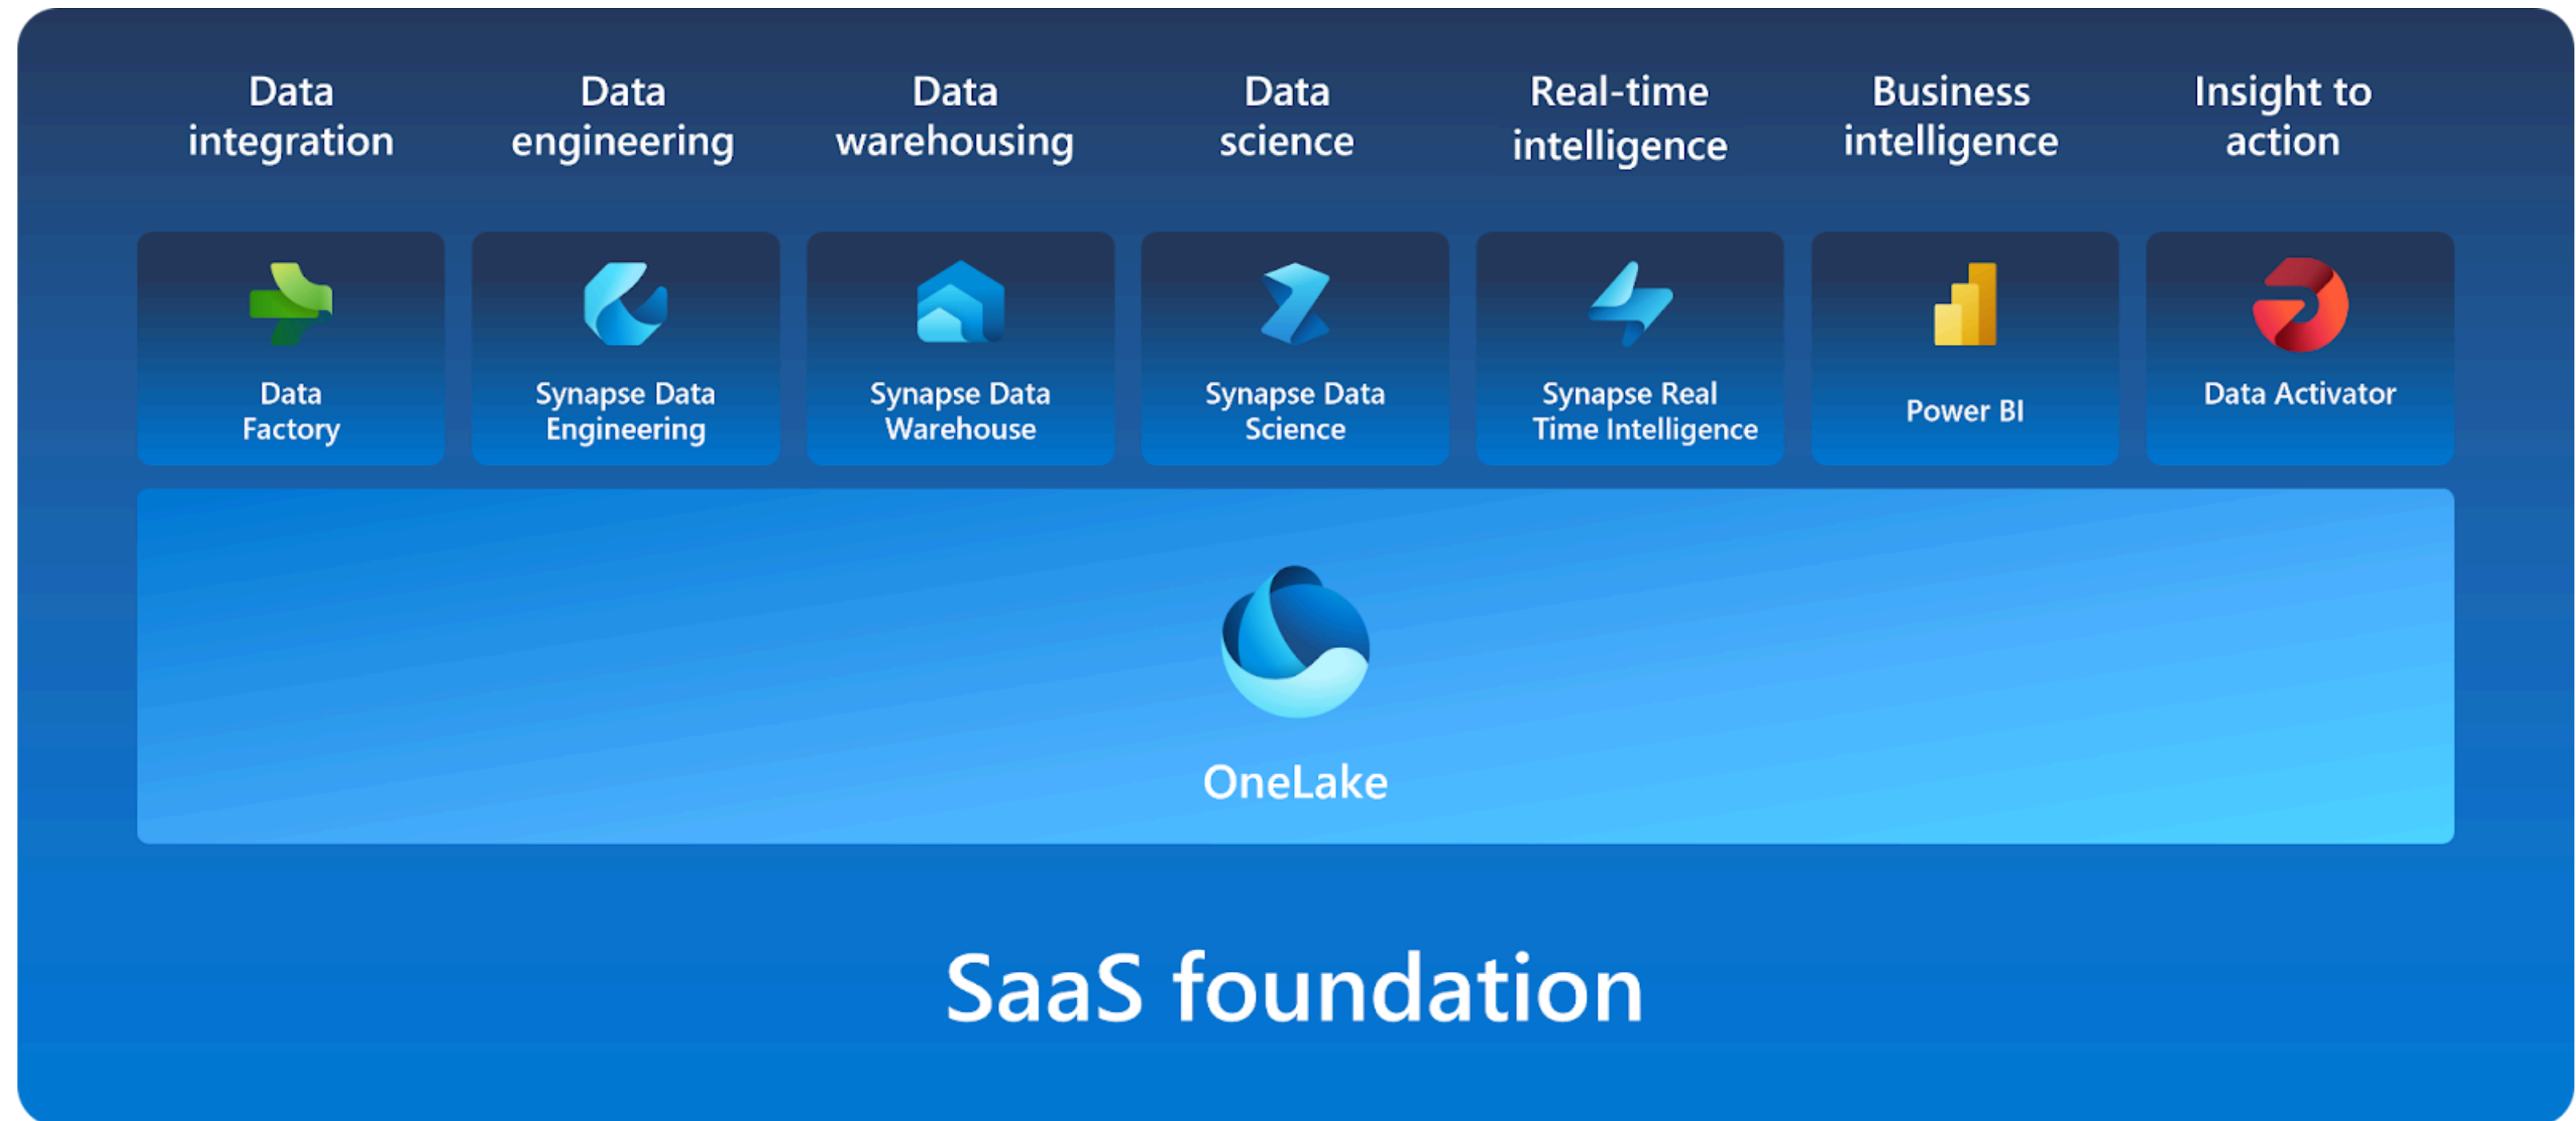 Data
integration
Data
engineering
Data
warehousing
Data
science
Real-time
intelligence
Business
intelligence
Insight to
action
Data
Factory
Synapse Data
Engineering
Synapse Data
Warehouse
Synapse Data
Science
Synapse Real
Time Intelligence
Power BI
Data Activator
OneLake
SaaS foundation